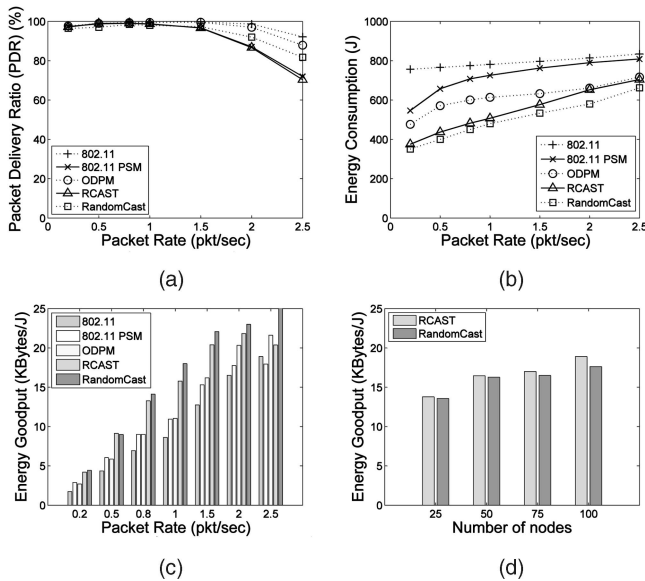 Packet Delivery Ratio (PDR) (%)
100
80
60
40
20
0
802.11
802.11 PSM
ODPM
RCAST
RandomCast
0 0.5 1.0 1.5 2.0 2.5
Packet Rate (pkt/sec)
(a)
Energy Consumption (J)
1000
800
600
400
200
0
802.11
802.11 PSM
ODPM
RCAST
RandomCast
0 0.5 1.0 1.5 2.0 2.5
Packet Rate (pkt/sec)
(b)
Energy Goodput (KBytes/J)
25
20
15
10
5
0
802.11
802.11 PSM
ODPM
RCAST
RandomCast
0.2 0.5 0.8 1 1.5 2 2.5
Packet Rate (pkt/sec)
(c)
Energy Goodput (KBytes/J)
25
20
15
10
5
0
RCAST
RandomCast
25 50 75 100
Number of nodes
(d)